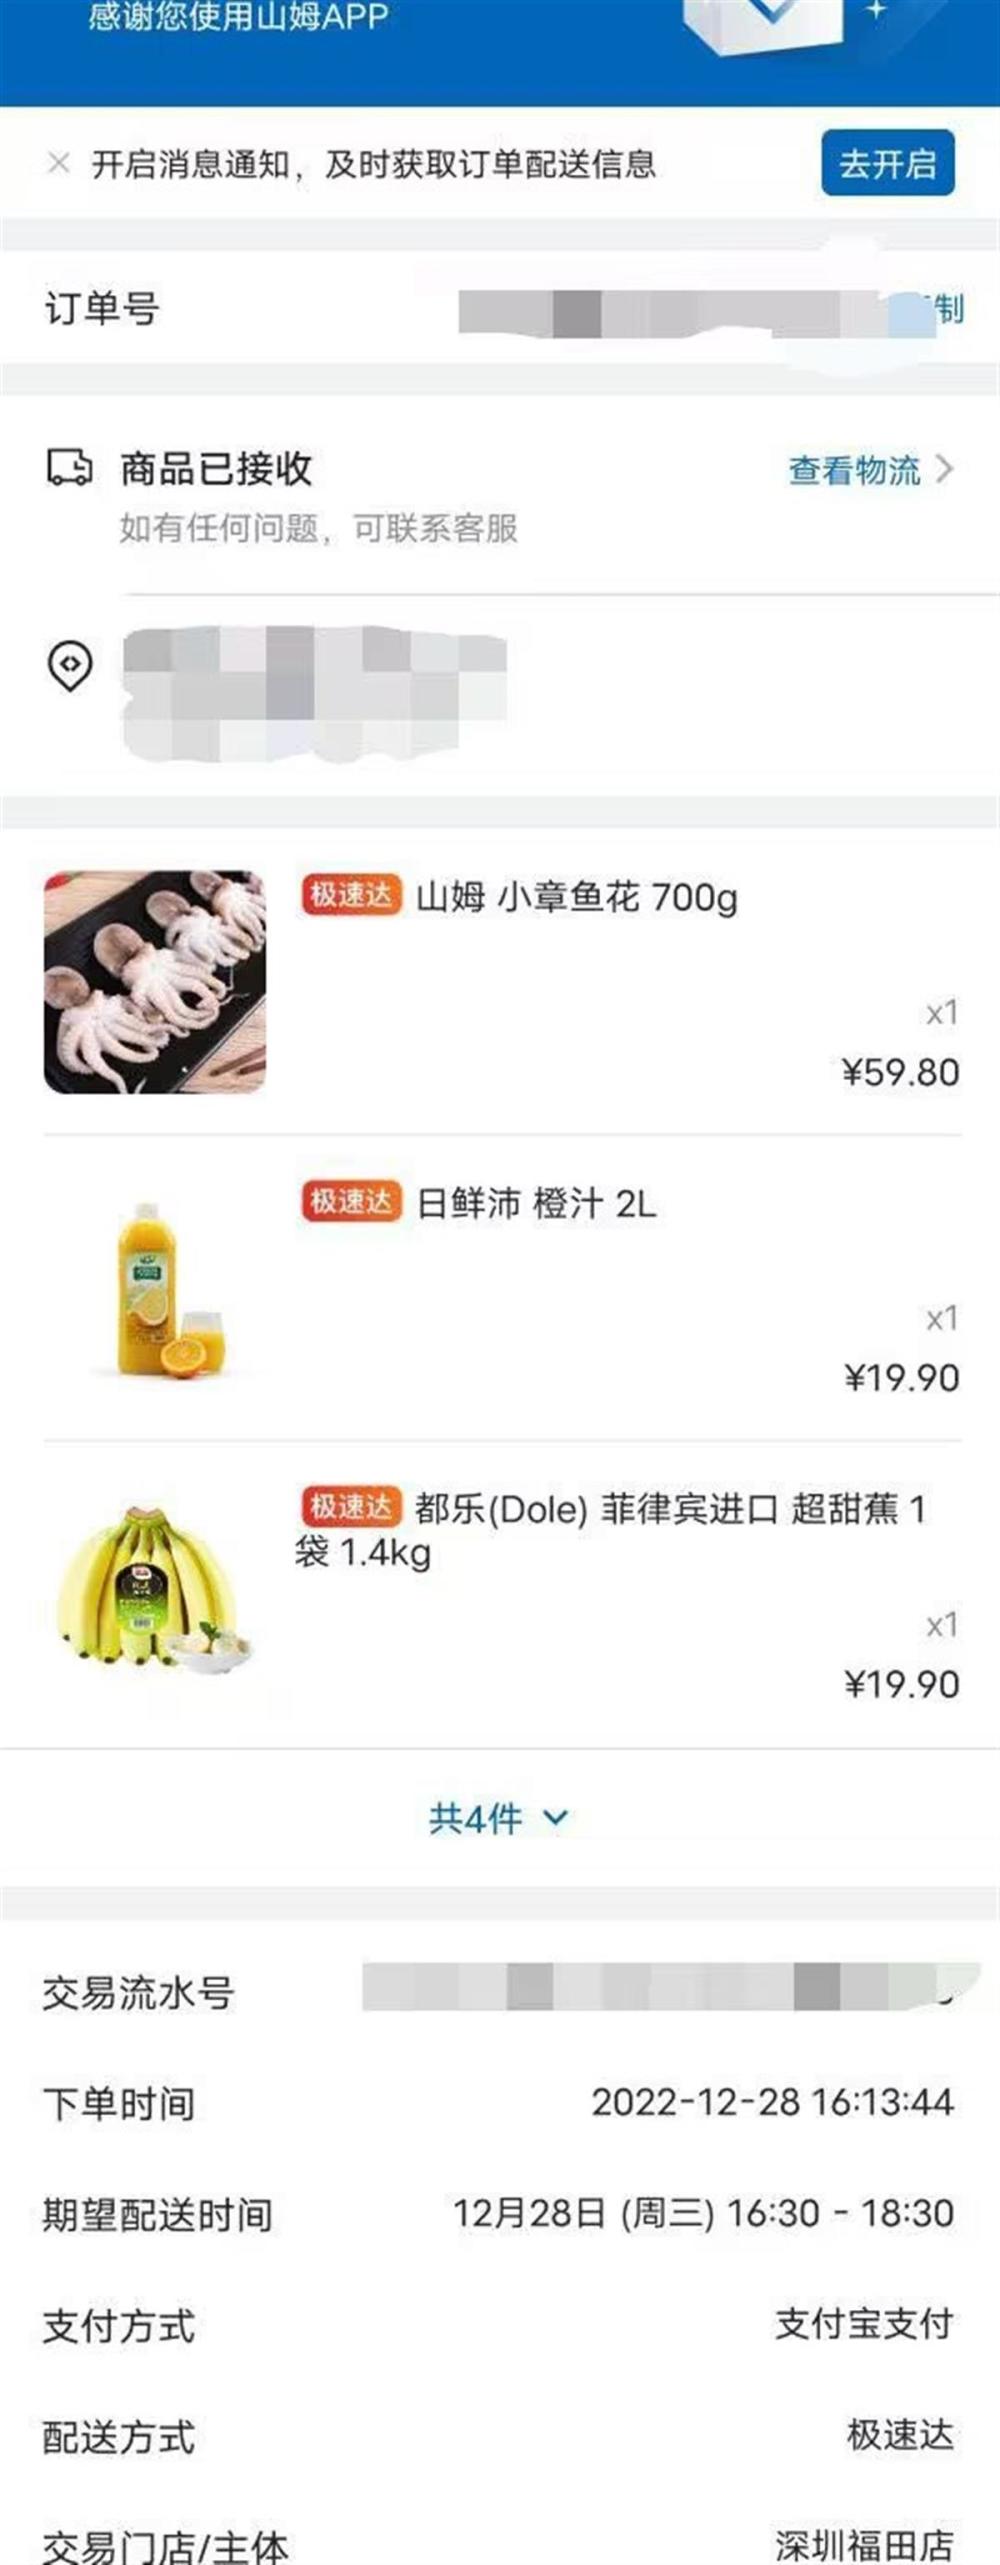 感谢您使用山姆APP
开启消息通知，及时获取订单配送信息
去开启
订单号
制
商品已接收
查看物流
如有任何问题，可联系客服
极速达 山姆 小章鱼花 700g
x1
¥59.80
极速达 日鲜沛 橙汁 2L
x1
¥19.90
极速达 都乐(Dole) 菲律宾进口 超甜蕉 1
袋 1.4kg
x1
¥19.90
共4件
交易流水号
下单时间 2022-12-28 16:13:44
期望配送时间 12月28日 (周三) 16:30 - 18:30
支付方式 支付宝支付
配送方式 极速达
交易门店/主体 深圳福田店